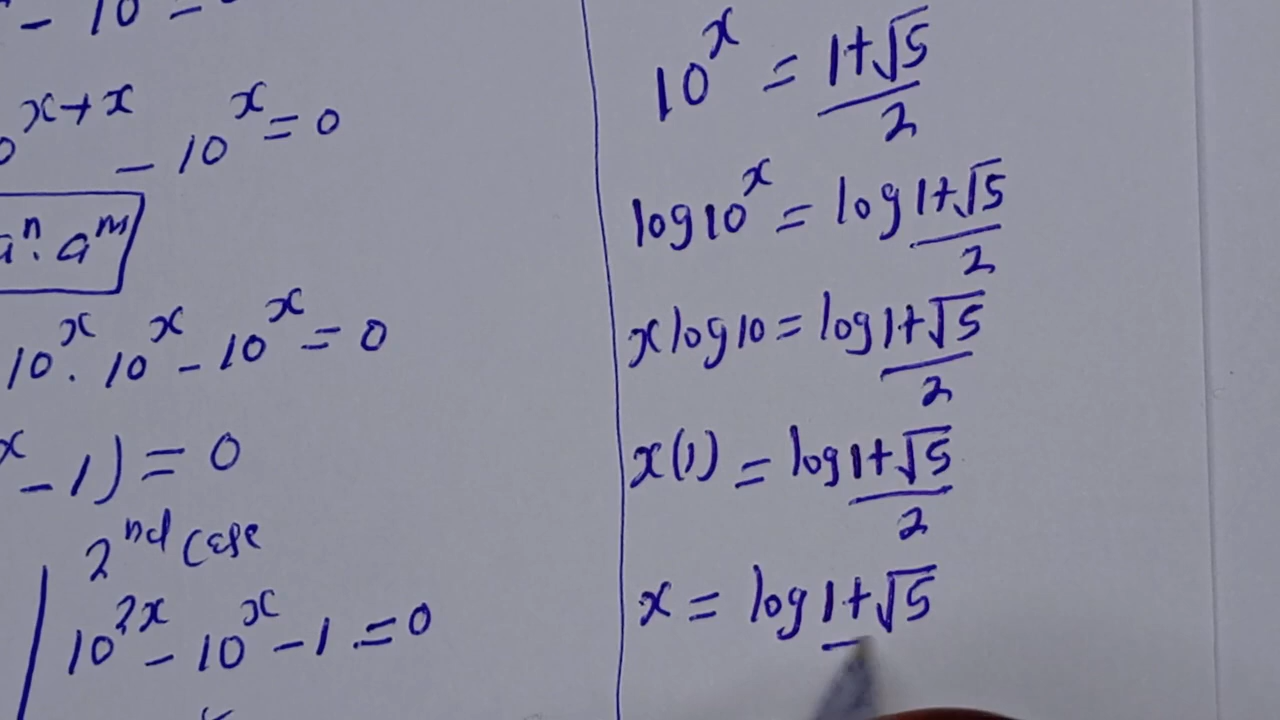 - 10 =
x+x - 10^x = 0
a^n . a^m
10^x . 10^x - 10^x = 0
x - 1) = 0
2nd case
10^2x - 10^x - 1 = 0
10^x = (1+√5)/2
log 10^x = log (1+√5)/2
x log 10 = log (1+√5)/2
x(1) = log (1+√5)/2
x = log 1+√5